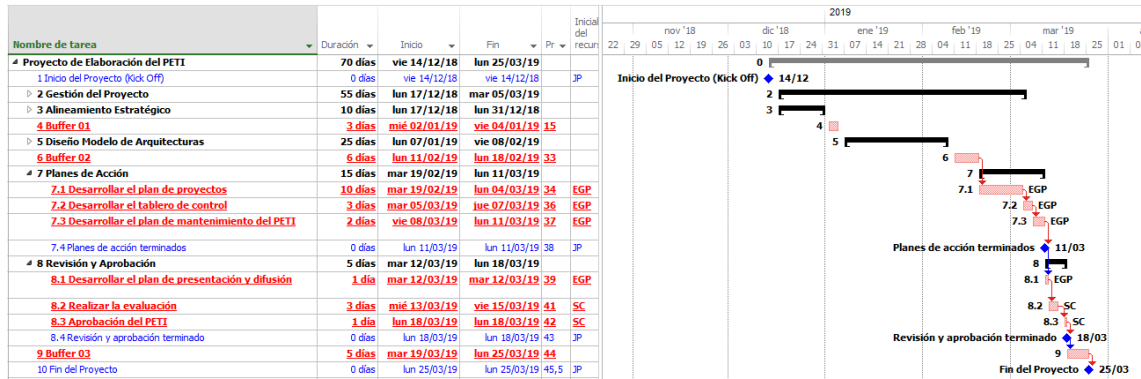 2019
nov '18 dic '18 ene '19 feb '19 mar '19
Nombre de tarea Duración Inicio Fin Pr Inicial del recurs 22 29 05 12 19 26 03 10 17 24 31 07 14 21 28 04 11 18 25 04 11 18 25 01
Proyecto de Elaboración del PETI 70 días vie 14/12/18 lun 25/03/19 0
1 Inicio del Proyecto (Kick Off) 0 días vie 14/12/18 vie 14/12/18 JP Inicio del Proyecto (Kick Off) 14/12
2 Gestión del Proyecto 55 días lun 17/12/18 mar 05/03/19 2
3 Alineamiento Estratégico 10 días lun 17/12/18 lun 31/12/18 3
4 Buffer 01 3 días mié 02/01/19 vie 04/01/19 15 4
5 Diseño Modelo de Arquitecturas 25 días lun 07/01/19 vie 08/02/19 5
6 Buffer 02 6 días lun 11/02/19 lun 18/02/19 33 6
7 Planes de Acción 15 días mar 19/02/19 lun 11/03/19 7
7.1 Desarrollar el plan de proyectos 10 días mar 19/02/19 lun 04/03/19 34 EGP 7.1 EGP
7.2 Desarrollar el tablero de control 3 días mar 05/03/19 jue 07/03/19 36 EGP 7.2 EGP
7.3 Desarrollar el plan de mantenimiento del PETI 2 días vie 08/03/19 lun 11/03/19 37 EGP 7.3 EGP
7.4 Planes de acción terminados 0 días lun 11/03/19 lun 11/03/19 38 JP Planes de acción terminados 11/03
8 Revisión y Aprobación 5 días mar 12/03/19 lun 18/03/19 8
8.1 Desarrollar el plan de presentación y difusión 1 día mar 12/03/19 mar 12/03/19 39 EGP 8.1 EGP
8.2 Realizar la evaluación 3 días mié 13/03/19 vie 15/03/19 41 SC 8.2 SC
8.3 Aprobación del PETI 1 día lun 18/03/19 lun 18/03/19 42 SC 8.3 SC
8.4 Revisión y aprobación terminado 0 días lun 18/03/19 lun 18/03/19 43 JP Revisión y aprobación terminado 18/03
9 Buffer 03 5 días mar 19/03/19 lun 25/03/19 44 9
10 Fin del Proyecto 0 días lun 25/03/19 lun 25/03/19 45,5 JP Fin del Proyecto 25/03